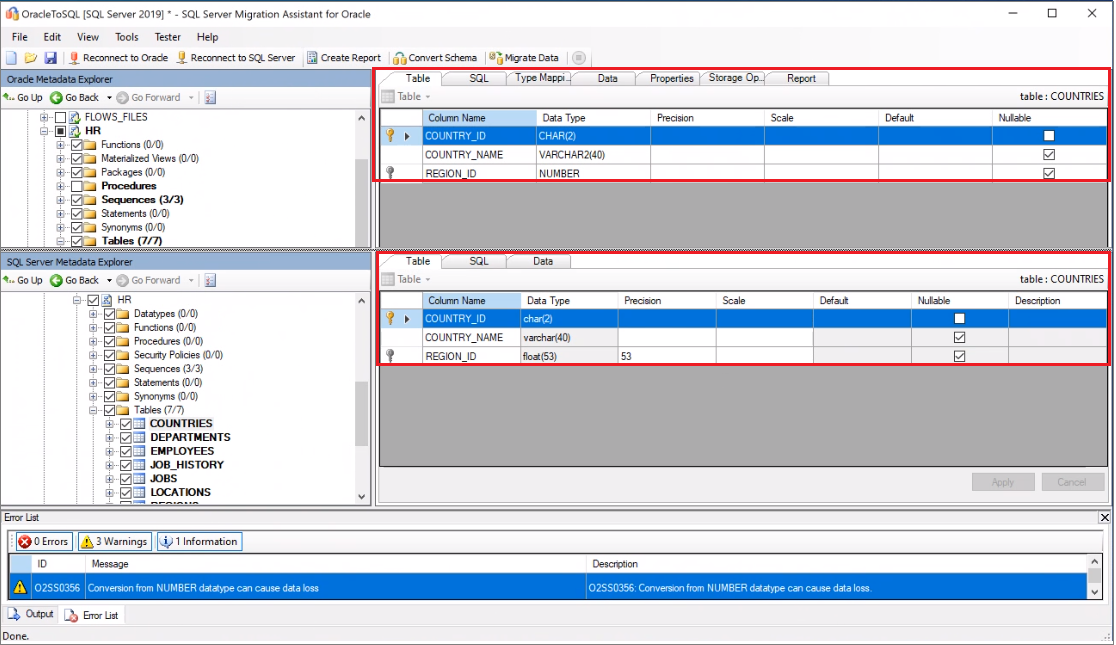 OracleToSQL [SQL Server 2019] * - SQL Server Migration Assistant for Oracle
File Edit View Tools Tester Help
Reconnect to Oracle Reconnect to SQL Server Create Report Convert Schema Migrate Data
Oracle Metadata Explorer
Go Up Go Back Go Forward
FLOWS_FILES
HR
Functions (0/0)
Materialized Views (0/0)
Packages (0/0)
Procedures
Sequences (3/3)
Statements (0/0)
Synonyms (0/0)
Tables (7/7)
Table SQL Type Mappi... Data Properties Storage Op... Report
Table table : COUNTRIES
Column Name Data Type Precision Scale Default Nullable
COUNTRY_ID CHAR(2)
COUNTRY_NAME VARCHAR2(40)
REGION_ID NUMBER
SQL Server Metadata Explorer
Go Up Go Back Go Forward
HR
Datatypes (0/0)
Functions (0/0)
Procedures (0/0)
Security Policies (0/0)
Sequences (3/3)
Statements (0/0)
Synonyms (0/0)
Tables (7/7)
COUNTRIES
DEPARTMENTS
EMPLOYEES
JOB_HISTORY
JOBS
LOCATIONS
Table SQL Data
Table table : COUNTRIES
Column Name Data Type Precision Scale Default Nullable Description
COUNTRY_ID char(2)
COUNTRY_NAME varchar(40)
REGION_ID float(53) 53
Apply Cancel
Error List
0 Errors 3 Warnings 1 Information
ID Message Description
O2SS0356 Conversion from NUMBER datatype can cause data loss O2SS0356: Conversion from NUMBER datatype can cause data loss.
Output Error List
Done.